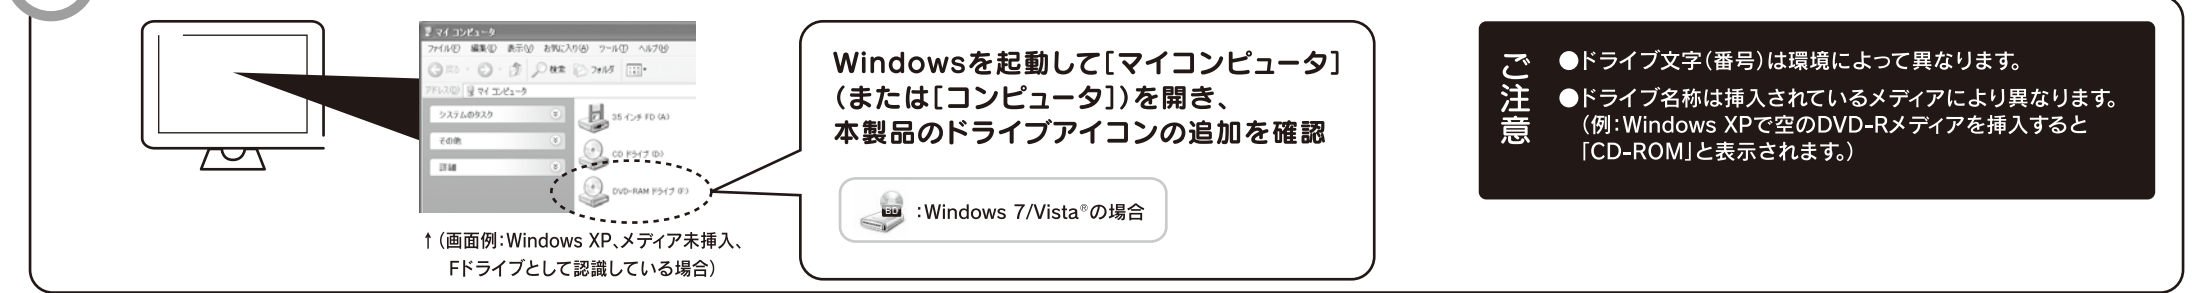 マイ コンピュータ
ファイル(F) 編集(E) 表示(V) お気に入り(A) ツール(T) ヘルプ(H)
戻る 検索 フォルダ
アドレス(D) マイ コンピュータ
システムのタスク
その他
詳細
3.5 インチ FD (A:)
CD ドライブ (D:)
DVD-RAM ドライブ (F:)
↑(画面例:Windows XP、メディア未挿入、
Fドライブとして認識している場合)
Windowsを起動して[マイコンピュータ]
(または[コンピュータ])を開き、
本製品のドライブアイコンの追加を確認
BD
:Windows 7/Vista®の場合
ご注意
●ドライブ文字(番号)は環境によって異なります。
●ドライブ名称は挿入されているメディアにより異なります。
(例:Windows XPで空のDVD-Rメディアを挿入すると
「CD-ROM」と表示されます。)